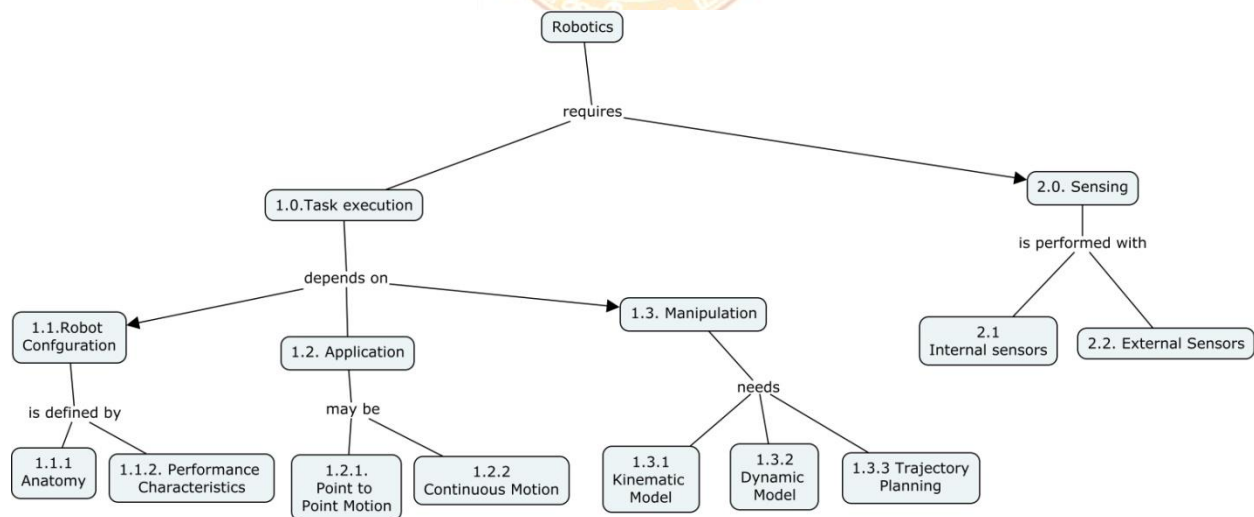 Robotics
requires
1.0.Task execution
2.0. Sensing
depends on
is performed with
1.1.Robot
Confguration
1.2. Application
1.3. Manipulation
2.1
Internal sensors
2.2. External Sensors
is defined by
may be
needs
1.1.1
Anatomy
1.1.2. Performance
Characteristics
1.2.1.
Point to
Point Motion
1.2.2
Continuous Motion
1.3.1
Kinematic
Model
1.3.2
Dynamic
Model
1.3.3 Trajectory
Planning